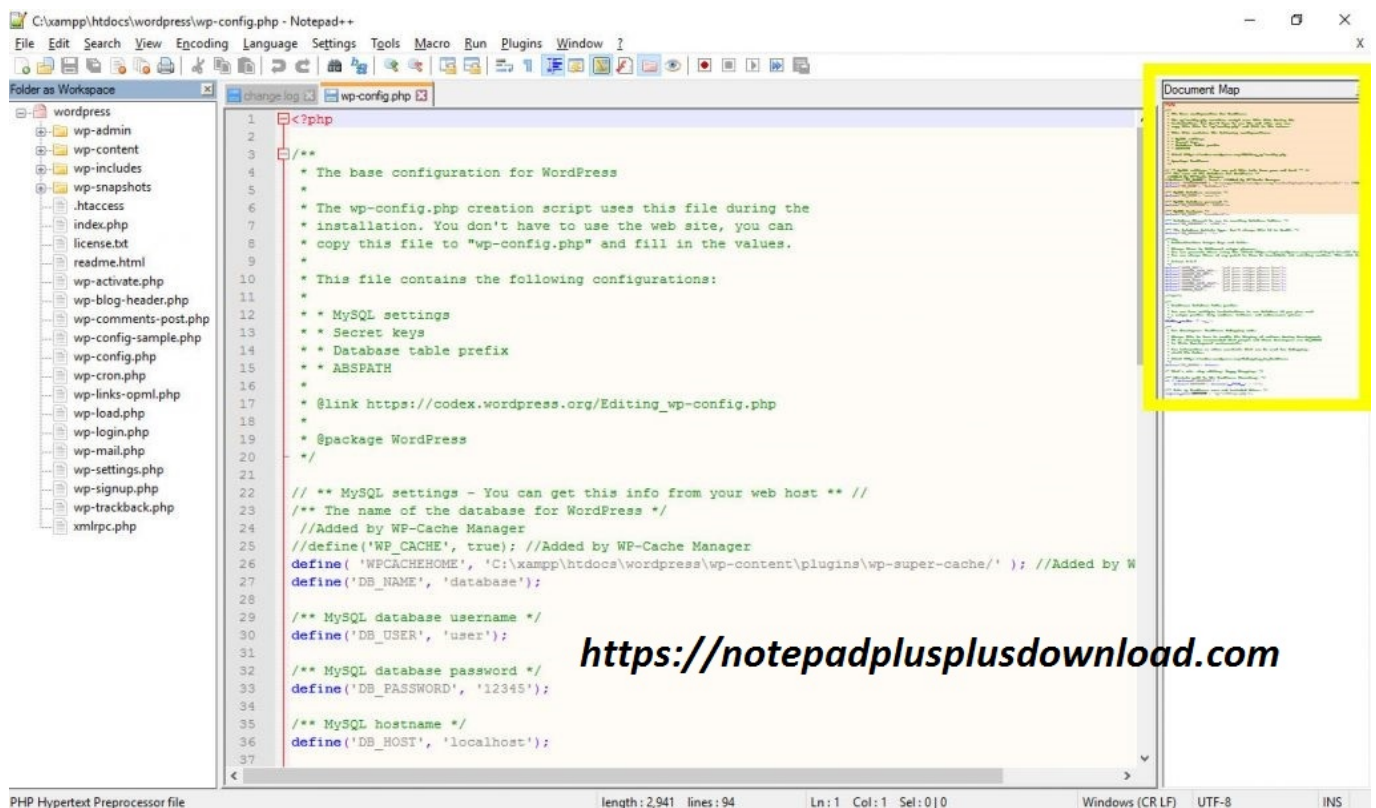 C:\xampp\htdocs\wordpress\wp-config.php - Notepad++
File Edit Search View Encoding Language Settings Tools Macro Run Plugins Window ?
X
Folder as Workspace
wordpress
wp-admin
wp-content
wp-includes
wp-snapshots
.htaccess
index.php
license.txt
readme.html
wp-activate.php
wp-blog-header.php
wp-comments-post.php
wp-config-sample.php
wp-config.php
wp-cron.php
wp-links-opml.php
wp-load.php
wp-login.php
wp-mail.php
wp-settings.php
wp-signup.php
wp-trackback.php
xmlrpc.php
change.log wp-config.php
1 <?php
2
3 /**
4 * The base configuration for WordPress
5 *
6 * The wp-config.php creation script uses this file during the
7 * installation. You don't have to use the web site, you can
8 * copy this file to "wp-config.php" and fill in the values.
9 *
10 * This file contains the following configurations:
11 *
12 * * MySQL settings
13 * * Secret keys
14 * * Database table prefix
15 * * ABSPATH
16 *
17 * @link https://codex.wordpress.org/Editing_wp-config.php
18 *
19 * @package WordPress
20 */
21
22 // ** MySQL settings - You can get this info from your web host ** //
23 /** The name of the database for WordPress */
24 //Added by WP-Cache Manager
25 //define('WP_CACHE', true); //Added by WP-Cache Manager
26 define( 'WPCACHEHOME', 'C:\xampp\htdocs\wordpress\wp-content\plugins\wp-super-cache/' ); //Added by W
27 define('DB_NAME', 'database');
28
29 /** MySQL database username */
30 define('DB_USER', 'user');
31
32 /** MySQL database password */
33 define('DB_PASSWORD', '12345');
34
35 /** MySQL hostname */
36 define('DB_HOST', 'localhost');
37
Document Map
https://notepadplusplusdownload.com
PHP Hypertext Preprocessor file length : 2,941 lines : 94 Ln : 1 Col : 1 Sel : 0 | 0 Windows (CR LF) UTF-8 INS